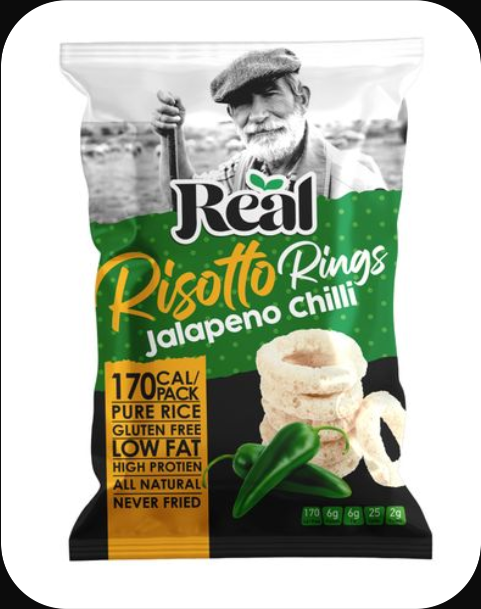 Real
Risotto Rings
Jalapeno Chilli
170 CAL/PACK
PURE RICE
GLUTEN FREE
LOW FAT
HIGH PROTIEN
ALL NATURAL
NEVER FRIED
170 6g 6g 25 2g